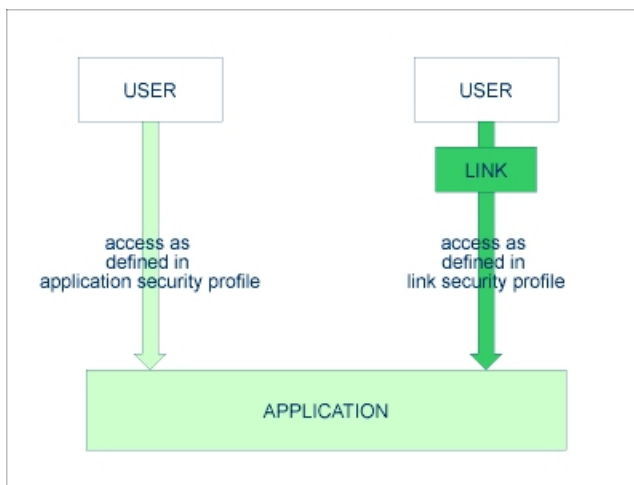 USER
USER
LINK
access as
defined in
application security profile
access as
defined in
link security profile
APPLICATION